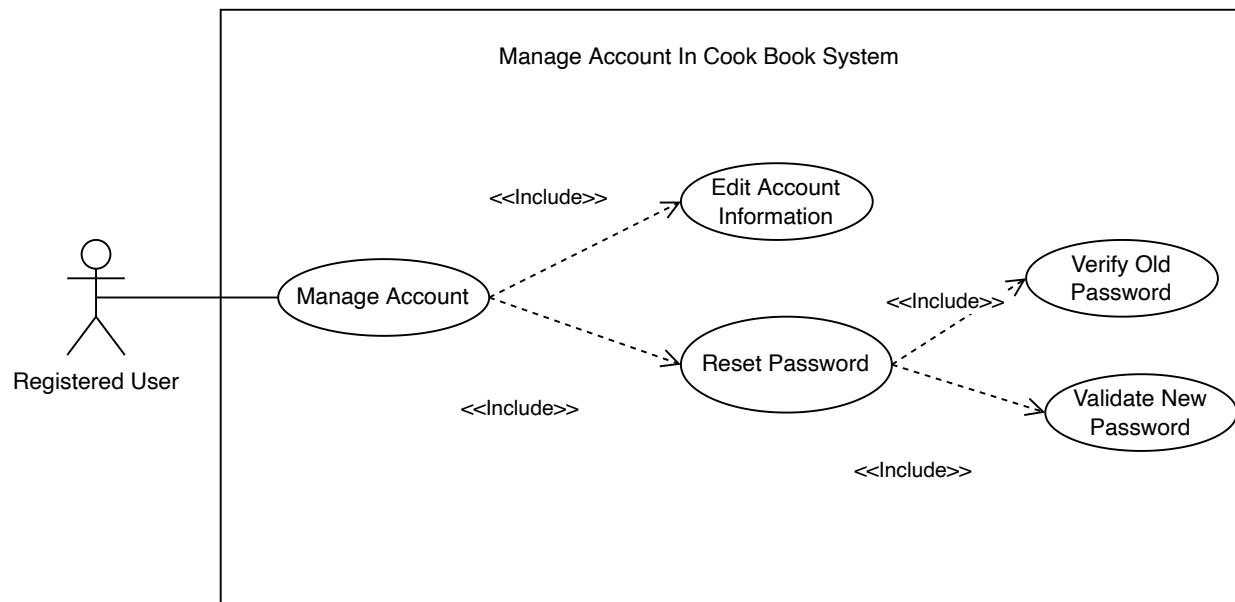 Manage Account In Cook Book System
<<Include>>
Edit Account
Information
Verify Old
Password
<<Include>>
Manage Account
Reset Password
Registered User
<<Include>>
Validate New
Password
<<Include>>